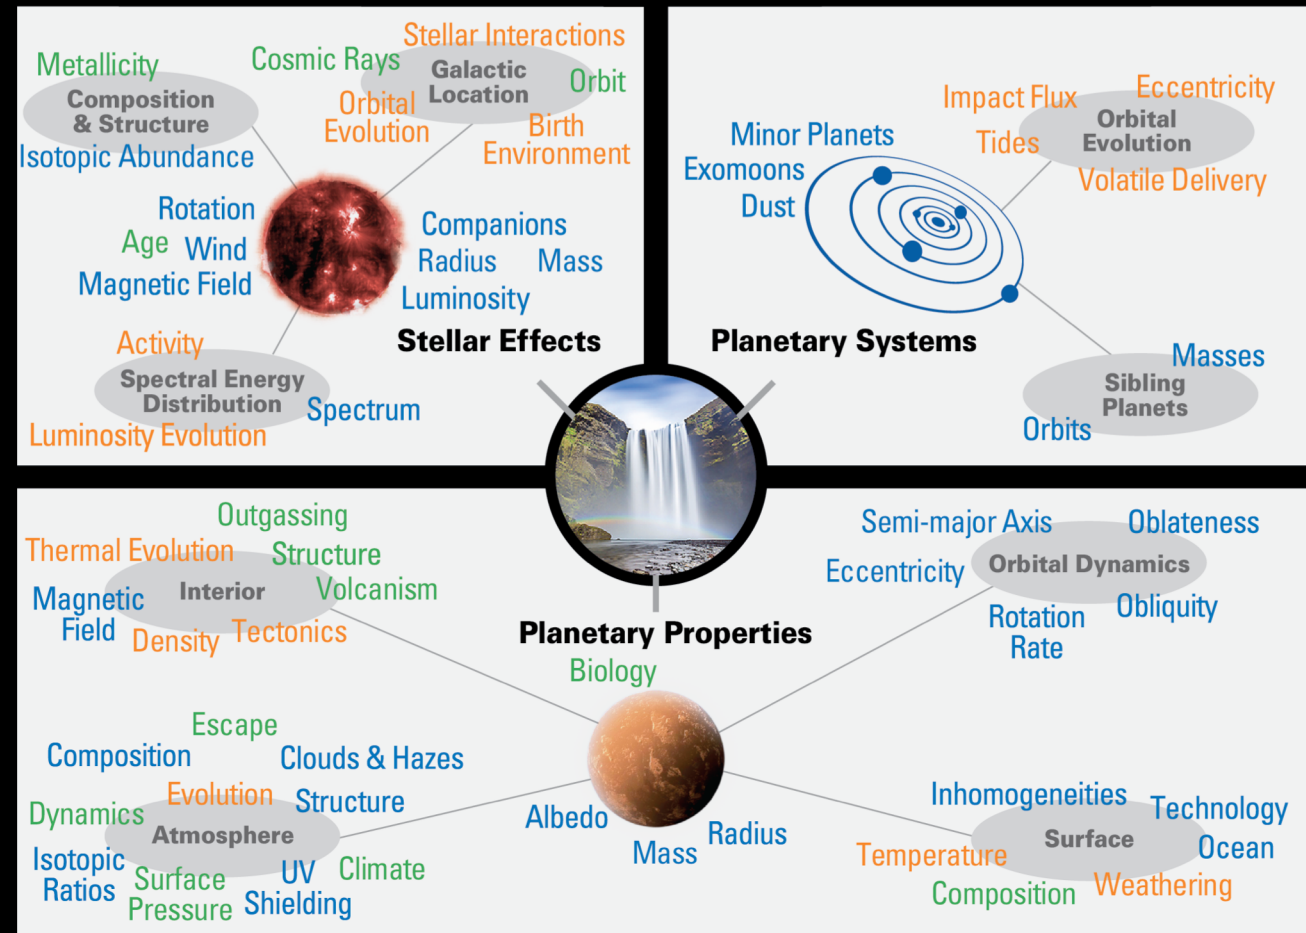 Stellar Interactions
Cosmic Rays
Galactic
Location
Orbit
Orbital
Evolution
Birth
Environment
Metallicity
Composition
& Structure
Isotopic Abundance
Rotation
Age
Wind
Magnetic Field
Companions
Radius
Mass
Luminosity
Stellar Effects
Activity
Spectral Energy
Distribution
Spectrum
Luminosity Evolution
Impact Flux
Eccentricity
Orbital
Evolution
Tides
Volatile Delivery
Minor Planets
Exomoons
Dust
Planetary Systems
Masses
Sibling
Planets
Orbits
Outgassing
Thermal Evolution
Structure
Interior
Volcanism
Magnetic
Field
Density
Tectonics
Planetary Properties
Biology
Semi-major Axis
Oblateness
Orbital Dynamics
Eccentricity
Rotation
Rate
Obliquity
Escape
Composition
Clouds & Hazes
Evolution
Structure
Dynamics
Atmosphere
Isotopic
Ratios
Surface
Pressure
UV
Shielding
Climate
Albedo
Mass
Radius
Inhomogeneities
Technology
Surface
Ocean
Temperature
Composition
Weathering